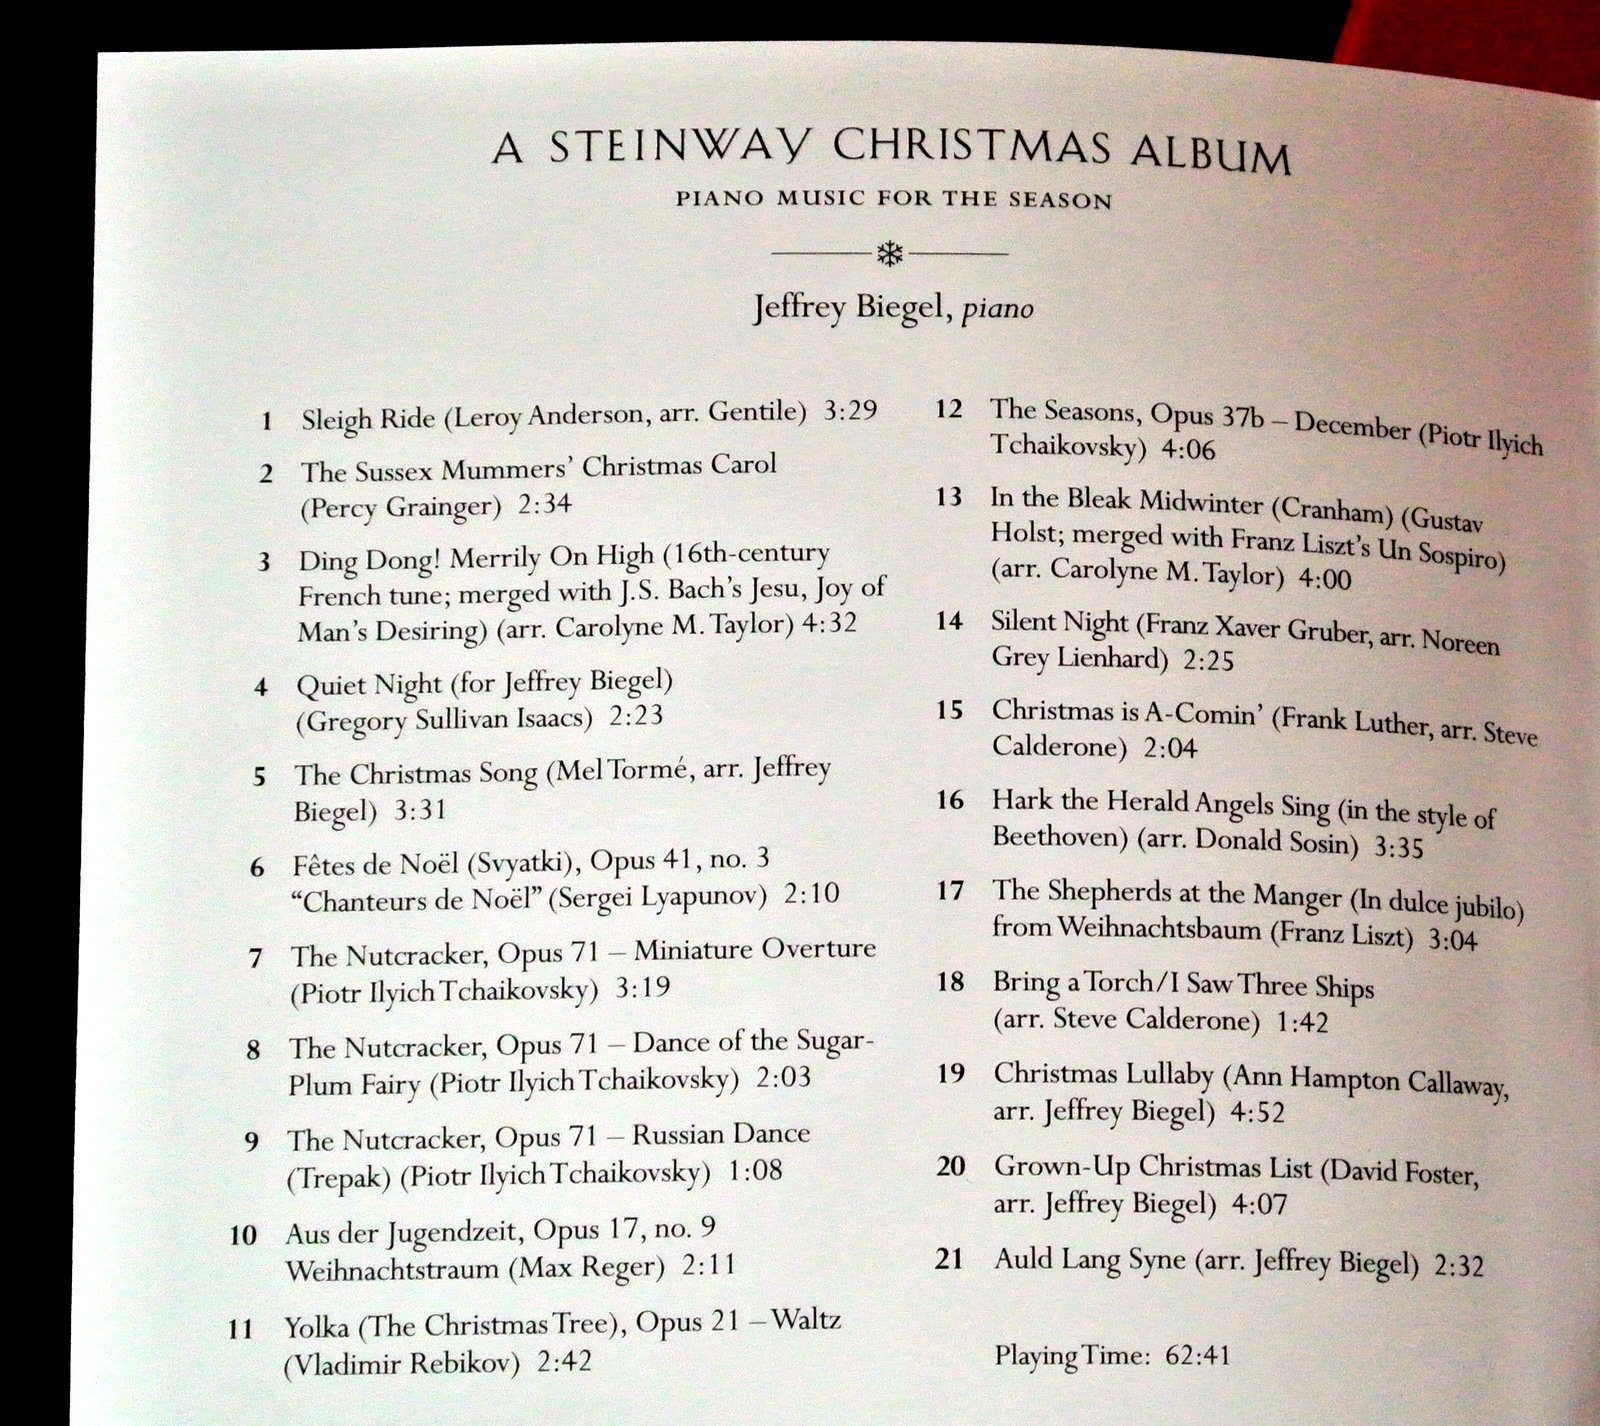 A STEINWAY CHRISTMAS ALBUM
PIANO MUSIC FOR THE SEASON
Jeffrey Biegel, piano
1 Sleigh Ride (Leroy Anderson, arr. Gentile) 3:29
2 The Sussex Mummers’ Christmas Carol
(Percy Grainger) 2:34
3 Ding Dong! Merrily On High (16th-century
French tune; merged with J.S. Bach’s Jesu, Joy of
Man’s Desiring) (arr. Carolyne M. Taylor) 4:32
4 Quiet Night (for Jeffrey Biegel)
(Gregory Sullivan Isaacs) 2:23
5 The Christmas Song (Mel Tormé, arr. Jeffrey
Biegel) 3:31
6 Fêtes de Noël (Svyatki), Opus 41, no. 3
“Chanteurs de Noël” (Sergei Lyapunov) 2:10
7 The Nutcracker, Opus 71 – Miniature Overture
(Piotr Ilyich Tchaikovsky) 3:19
8 The Nutcracker, Opus 71 – Dance of the Sugar-
Plum Fairy (Piotr Ilyich Tchaikovsky) 2:03
9 The Nutcracker, Opus 71 – Russian Dance
(Trepak) (Piotr Ilyich Tchaikovsky) 1:08
10 Aus der Jugendzeit, Opus 17, no. 9
Weihnachtstraum (Max Reger) 2:11
11 Yolka (The Christmas Tree), Opus 21 – Waltz
(Vladimir Rebikov) 2:42
12 The Seasons, Opus 37b – December (Piotr Ilyich
Tchaikovsky) 4:06
13 In the Bleak Midwinter (Cranham) (Gustav
Holst; merged with Franz Liszt’s Un Sospiro)
(arr. Carolyne M. Taylor) 4:00
14 Silent Night (Franz Xaver Gruber, arr. Noreen
Grey Lienhard) 2:25
15 Christmas is A-Comin’ (Frank Luther, arr. Steve
Calderone) 2:04
16 Hark the Herald Angels Sing (in the style of
Beethoven) (arr. Donald Sosin) 3:35
17 The Shepherds at the Manger (In dulce jubilo)
from Weihnachtsbaum (Franz Liszt) 3:04
18 Bring a Torch/I Saw Three Ships
(arr. Steve Calderone) 1:42
19 Christmas Lullaby (Ann Hampton Callaway,
arr. Jeffrey Biegel) 4:52
20 Grown-Up Christmas List (David Foster,
arr. Jeffrey Biegel) 4:07
21 Auld Lang Syne (arr. Jeffrey Biegel) 2:32
Playing Time: 62:41